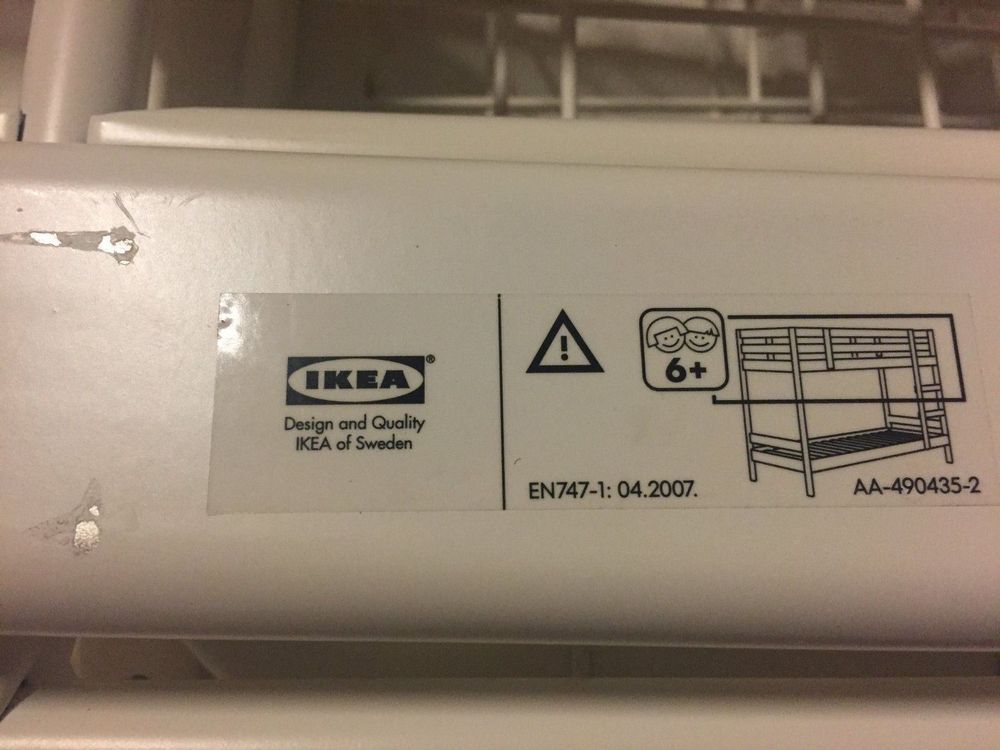 IKEA®
Design and Quality
IKEA of Sweden
!
6+
EN747-1: 04.2007.
AA-490435-2